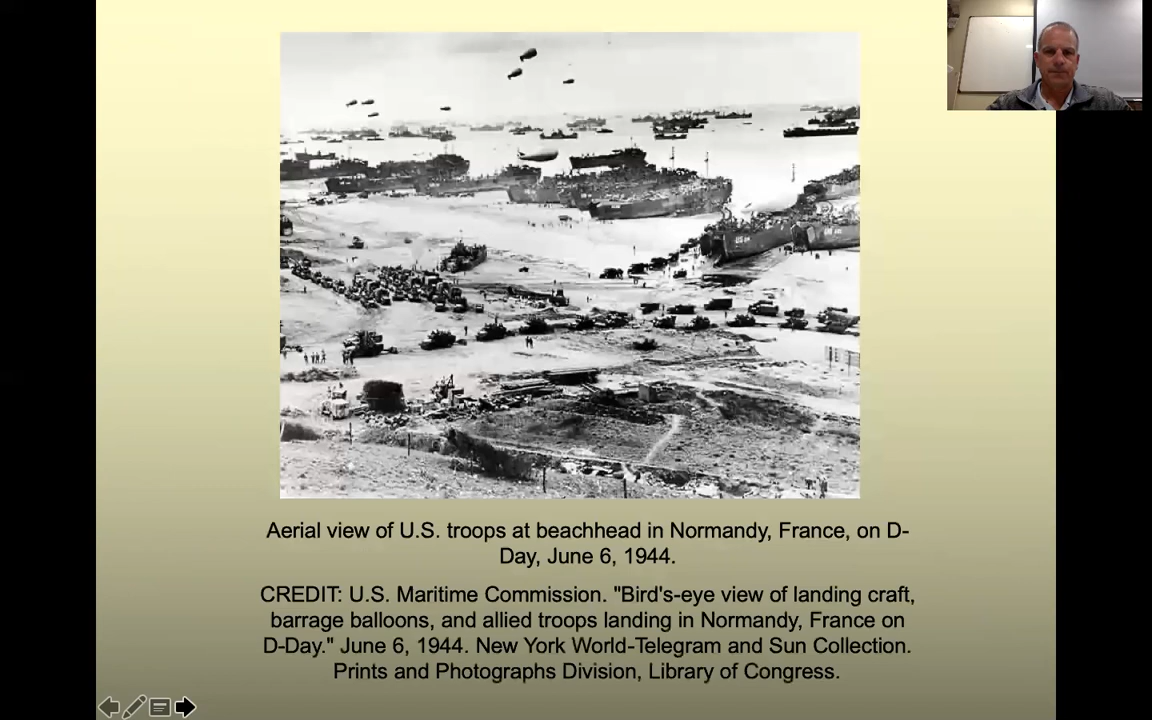 Aerial view of U.S. troops at beachhead in Normandy, France, on D-
Day, June 6, 1944.
CREDIT: U.S. Maritime Commission. "Bird's-eye view of landing craft,
barrage balloons, and allied troops landing in Normandy, France on
D-Day." June 6, 1944. New York World-Telegram and Sun Collection.
Prints and Photographs Division, Library of Congress.